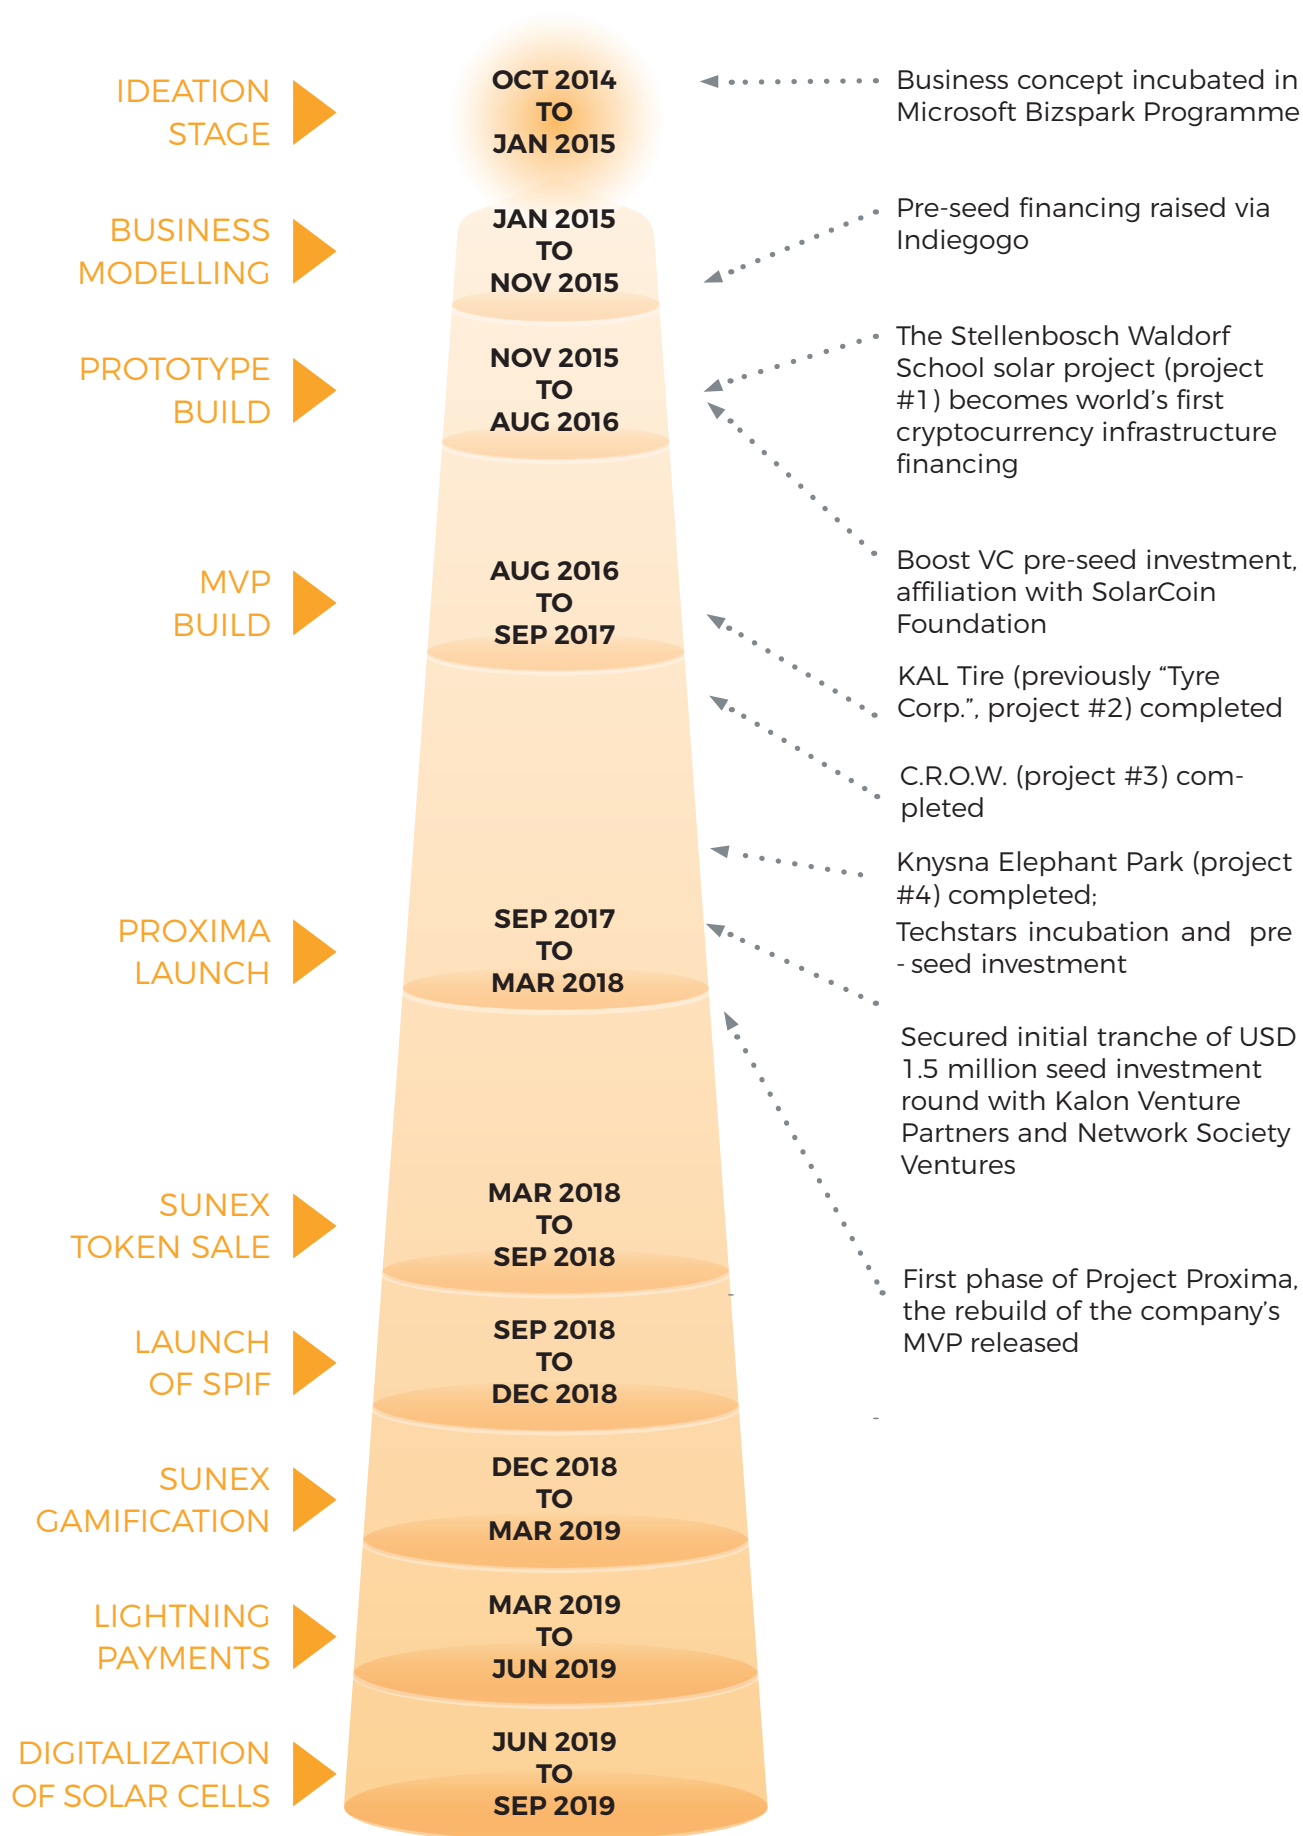 IDEATION
STAGE
OCT 2014
TO
JAN 2015
Business concept incubated in
Microsoft Bizspark Programme
BUSINESS
MODELLING
JAN 2015
TO
NOV 2015
Pre-seed financing raised via
Indiegogo
PROTOTYPE
BUILD
NOV 2015
TO
AUG 2016
The Stellenbosch Waldorf
School solar project (project
#1) becomes world's first
cryptocurrency infrastructure
financing
Boost VC pre-seed investment,
affiliation with SolarCoin
Foundation
MVP
BUILD
AUG 2016
TO
SEP 2017
KAL Tire (previously “Tyre
Corp.”, project #2) completed
C.R.O.W. (project #3) com-
pleted
Knysna Elephant Park (project
#4) completed;
Techstars incubation and pre
- seed investment
PROXIMA
LAUNCH
SEP 2017
TO
MAR 2018
Secured initial tranche of USD
1.5 million seed investment
round with Kalon Venture
Partners and Network Society
Ventures
First phase of Project Proxima,
the rebuild of the company's
MVP released
SUNEX
TOKEN SALE
MAR 2018
TO
SEP 2018
LAUNCH
OF SPIF
SEP 2018
TO
DEC 2018
SUNEX
GAMIFICATION
DEC 2018
TO
MAR 2019
LIGHTNING
PAYMENTS
MAR 2019
TO
JUN 2019
DIGITALIZATION
OF SOLAR CELLS
JUN 2019
TO
SEP 2019